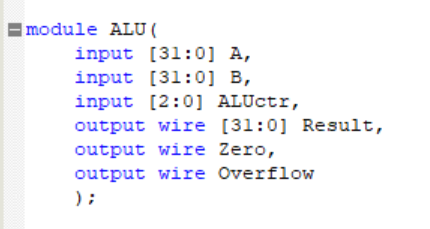 module ALU(
input [31:0] A,
input [31:0] B,
input [2:0] ALUctr,
output wire [31:0] Result,
output wire Zero,
output wire Overflow
);